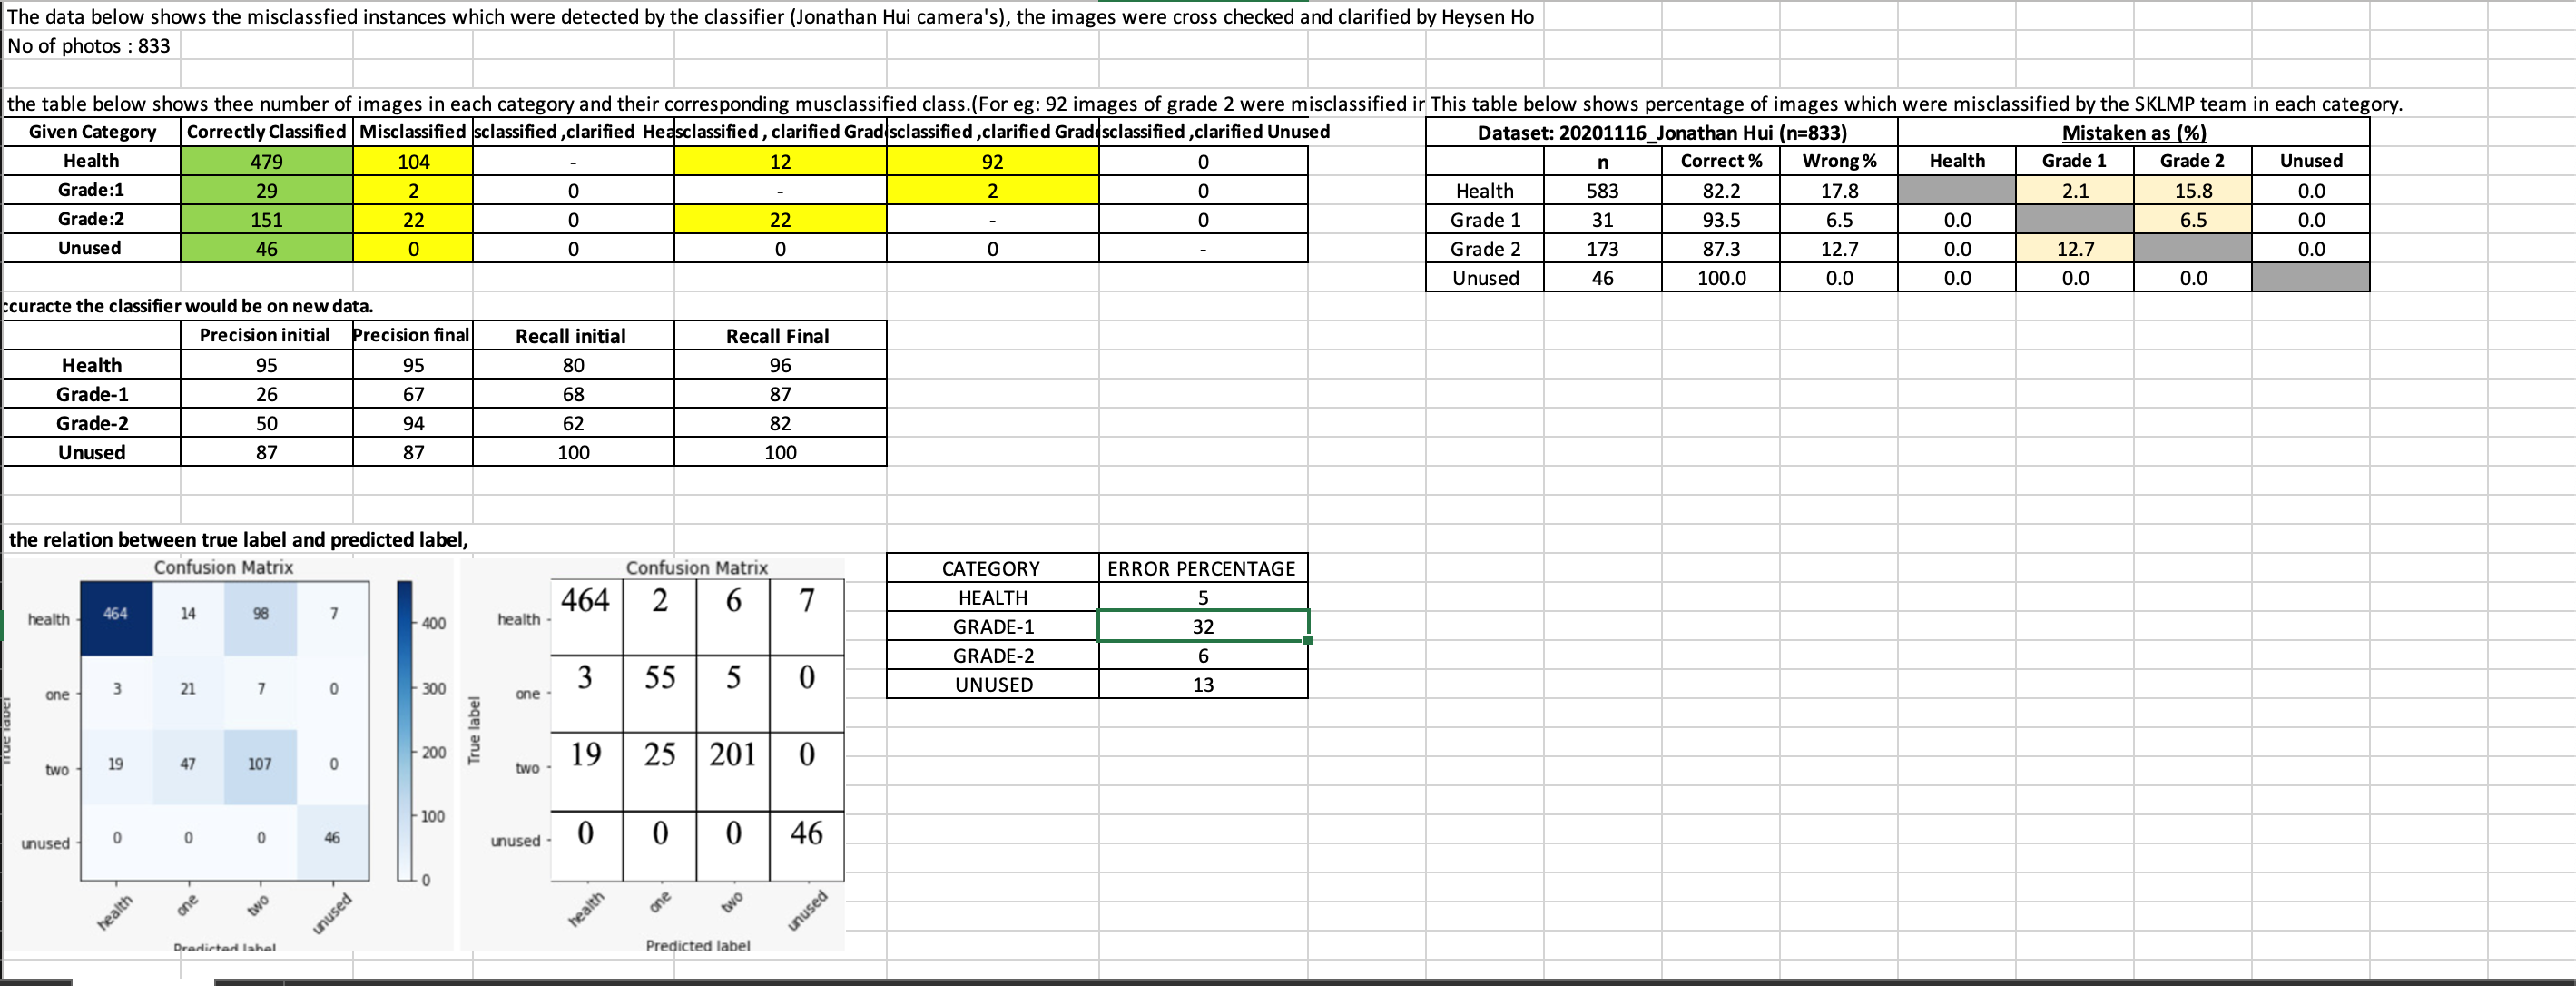 The data below shows the misclassfied instances which were detected by the classifier (Jonathan Hui camera's), the images were cross checked and clarified by Heysen Ho
No of photos : 833
the table below shows thee number of images in each category and their corresponding musclassified class.(For eg: 92 images of grade 2 were misclassified ir
Given Category Correctly Classified Misclassified sclassified ,clarified Hea sclassified , clarified Grad sclassified ,clarified Grad sclassified ,clarified Unused
Health 479 104 - 12 92 0
Grade:1 29 2 0 - 2 0
Grade:2 151 22 0 22 - 0
Unused 46 0 0 0 0 -
This table below shows percentage of images which were misclassified by the SKLMP team in each category.
Dataset: 20201116_Jonathan Hui (n=833) Mistaken as (%)
n Correct % Wrong % Health Grade 1 Grade 2 Unused
Health 583 82.2 17.8 2.1 15.8 0.0
Grade 1 31 93.5 6.5 0.0 6.5 0.0
Grade 2 173 87.3 12.7 0.0 12.7 0.0
Unused 46 100.0 0.0 0.0 0.0 0.0
ccuracte the classifier would be on new data.
Precision initial Precision final Recall initial Recall Final
Health 95 95 80 96
Grade-1 26 67 68 87
Grade-2 50 94 62 82
Unused 87 87 100 100
the relation between true label and predicted label,
Confusion Matrix
health 464 14 98 7
one 3 21 7 0
two 19 47 107 0
unused 0 0 0 46
health one two unused
Predicted label
True label
400
300
200
100
0
Confusion Matrix
health 464 2 6 7
one 3 55 5 0
two 19 25 201 0
unused 0 0 0 46
health one two unused
Predicted label
True label
CATEGORY ERROR PERCENTAGE
HEALTH 5
GRADE-1 32
GRADE-2 6
UNUSED 13